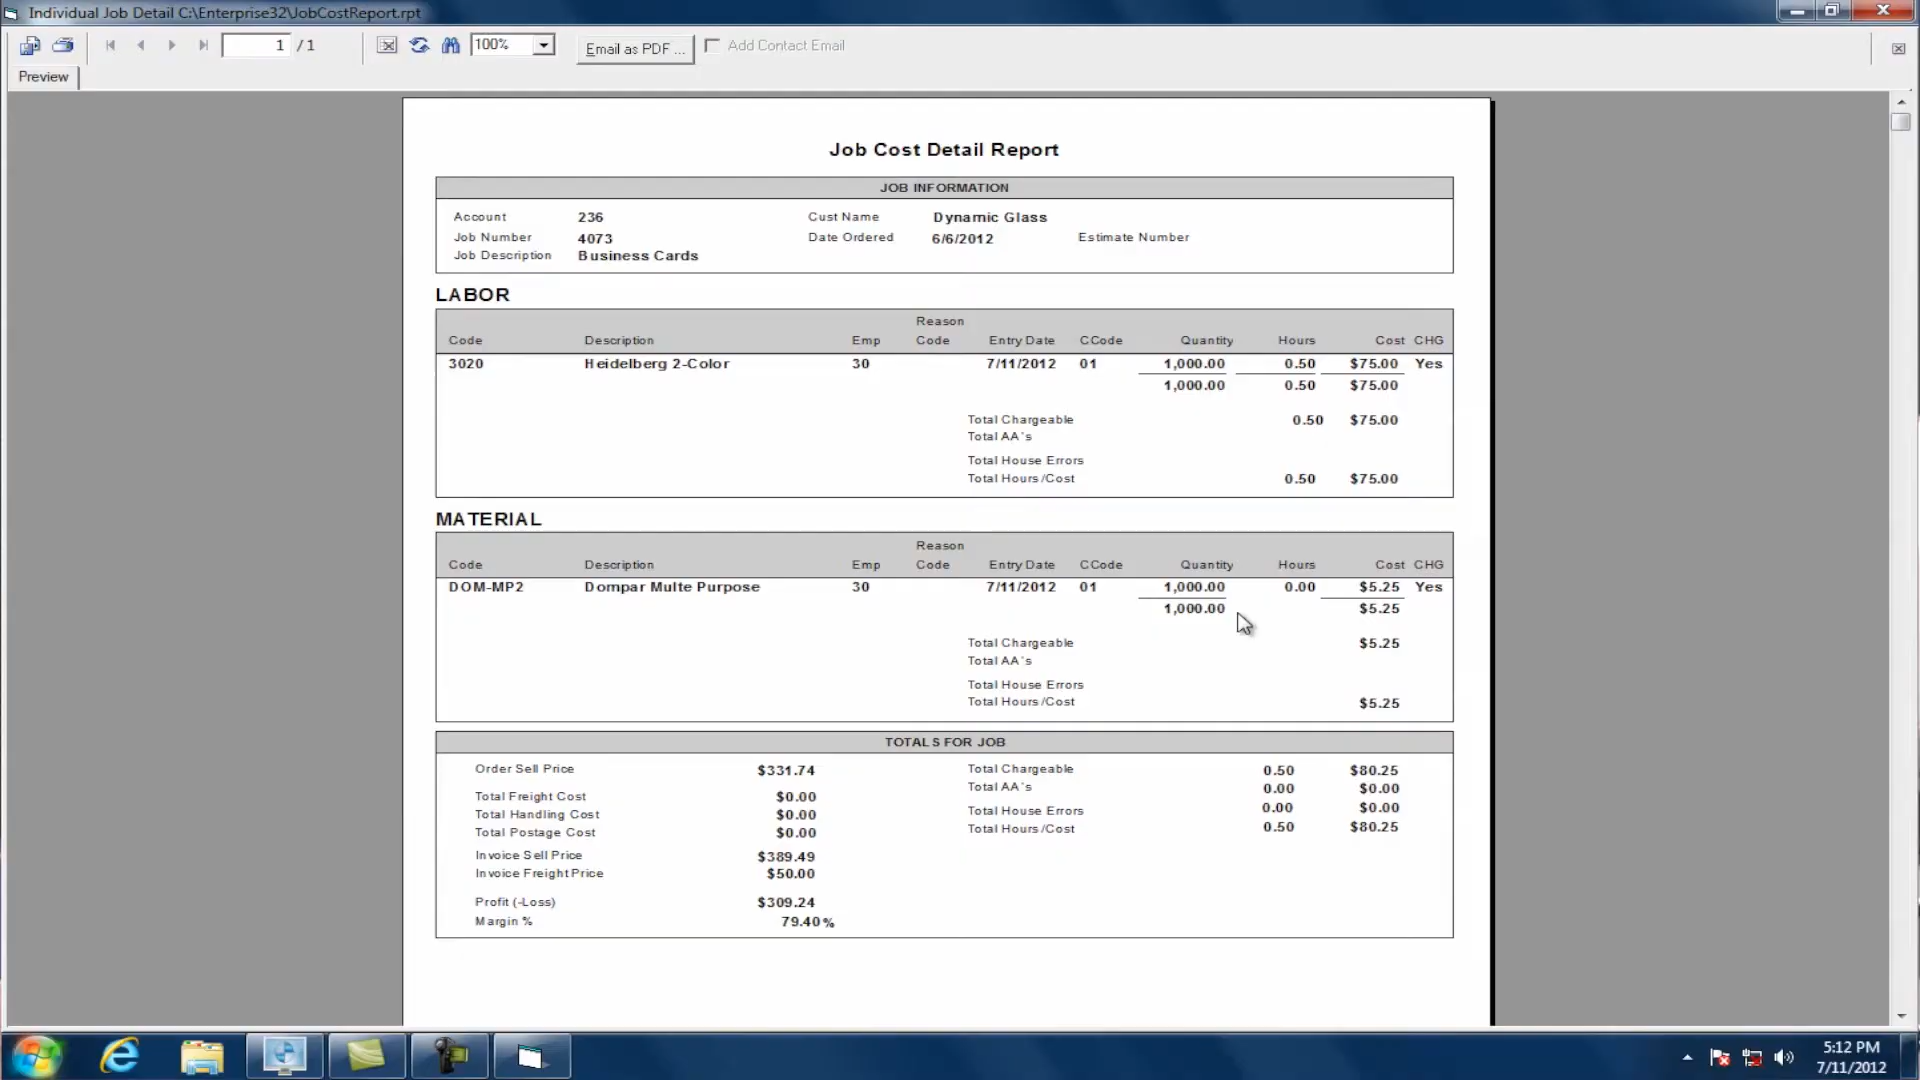 Individual Job Detail C:\Enterprise32\JobCostReport.rpt
1 / 1 100% Email as PDF ... Add Contact Email
Preview
Job Cost Detail Report
JOB INFORMATION
Account 236 Cust Name Dynamic Glass
Job Number 4073 Date Ordered 6/6/2012 Estimate Number
Job Description Business Cards
LABOR
Reason
Code Description Emp Code Entry Date CCode Quantity Hours Cost CHG
3020 Heidelberg 2-Color 30 7/11/2012 01 1,000.00 0.50 $75.00 Yes
1,000.00 0.50 $75.00
Total Chargeable 0.50 $75.00
Total AA's
Total House Errors
Total Hours/Cost 0.50 $75.00
MATERIAL
Reason
Code Description Emp Code Entry Date CCode Quantity Hours Cost CHG
DOM-MP2 Dompar Multe Purpose 30 7/11/2012 01 1,000.00 0.00 $5.25 Yes
1,000.00 $5.25
Total Chargeable $5.25
Total AA's
Total House Errors
Total Hours/Cost $5.25
TOTALS FOR JOB
Order Sell Price $331.74 Total Chargeable 0.50 $80.25
Total AA's 0.00 $0.00
Total Freight Cost $0.00
Total Handling Cost $0.00 Total House Errors 0.00 $0.00
Total Postage Cost $0.00 Total Hours/Cost 0.50 $80.25
Invoice Sell Price $389.49
Invoice Freight Price $50.00
Profit (-Loss) $309.24
Margin % 79.40%
5:12 PM
7/11/2012